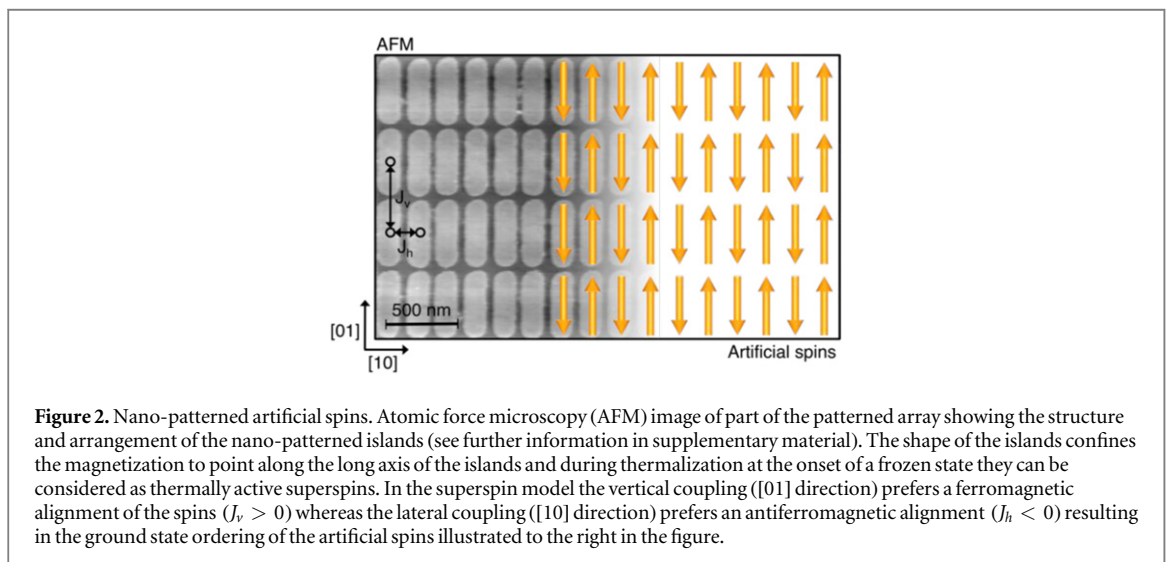 AFM
J_v
J_h
500 nm
[01]
[10]
Artificial spins
Figure 2. Nano-patterned artificial spins. Atomic force microscopy (AFM) image of part of the patterned array showing the structure
and arrangement of the nano-patterned islands (see further information in supplementary material). The shape of the islands confines
the magnetization to point along the long axis of the islands and during thermalization at the onset of a frozen state they can be
considered as thermally active superspins. In the superspin model the vertical coupling ([01] direction) prefers a ferromagnetic
alignment of the spins (J_v > 0) whereas the lateral coupling ([10] direction) prefers an antiferromagnetic alignment (J_h < 0) resulting
in the ground state ordering of the artificial spins illustrated to the right in the figure.